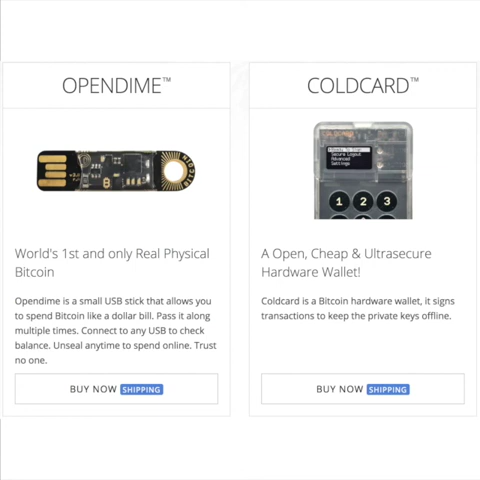 OPENDIME™
World's 1st and only Real Physical
Bitcoin
Opendime is a small USB stick that allows you
to spend Bitcoin like a dollar bill. Pass it along
multiple times. Connect to any USB to check
balance. Unseal anytime to spend online. Trust
no one.
BUY NOW SHIPPING
COLDCARD™
Ready To Sign
Secure Logout
Advanced
Settings
1 2 3
A Open, Cheap & Ultrasecure
Hardware Wallet!
Coldcard is a Bitcoin hardware wallet, it signs
transactions to keep the private keys offline.
BUY NOW SHIPPING